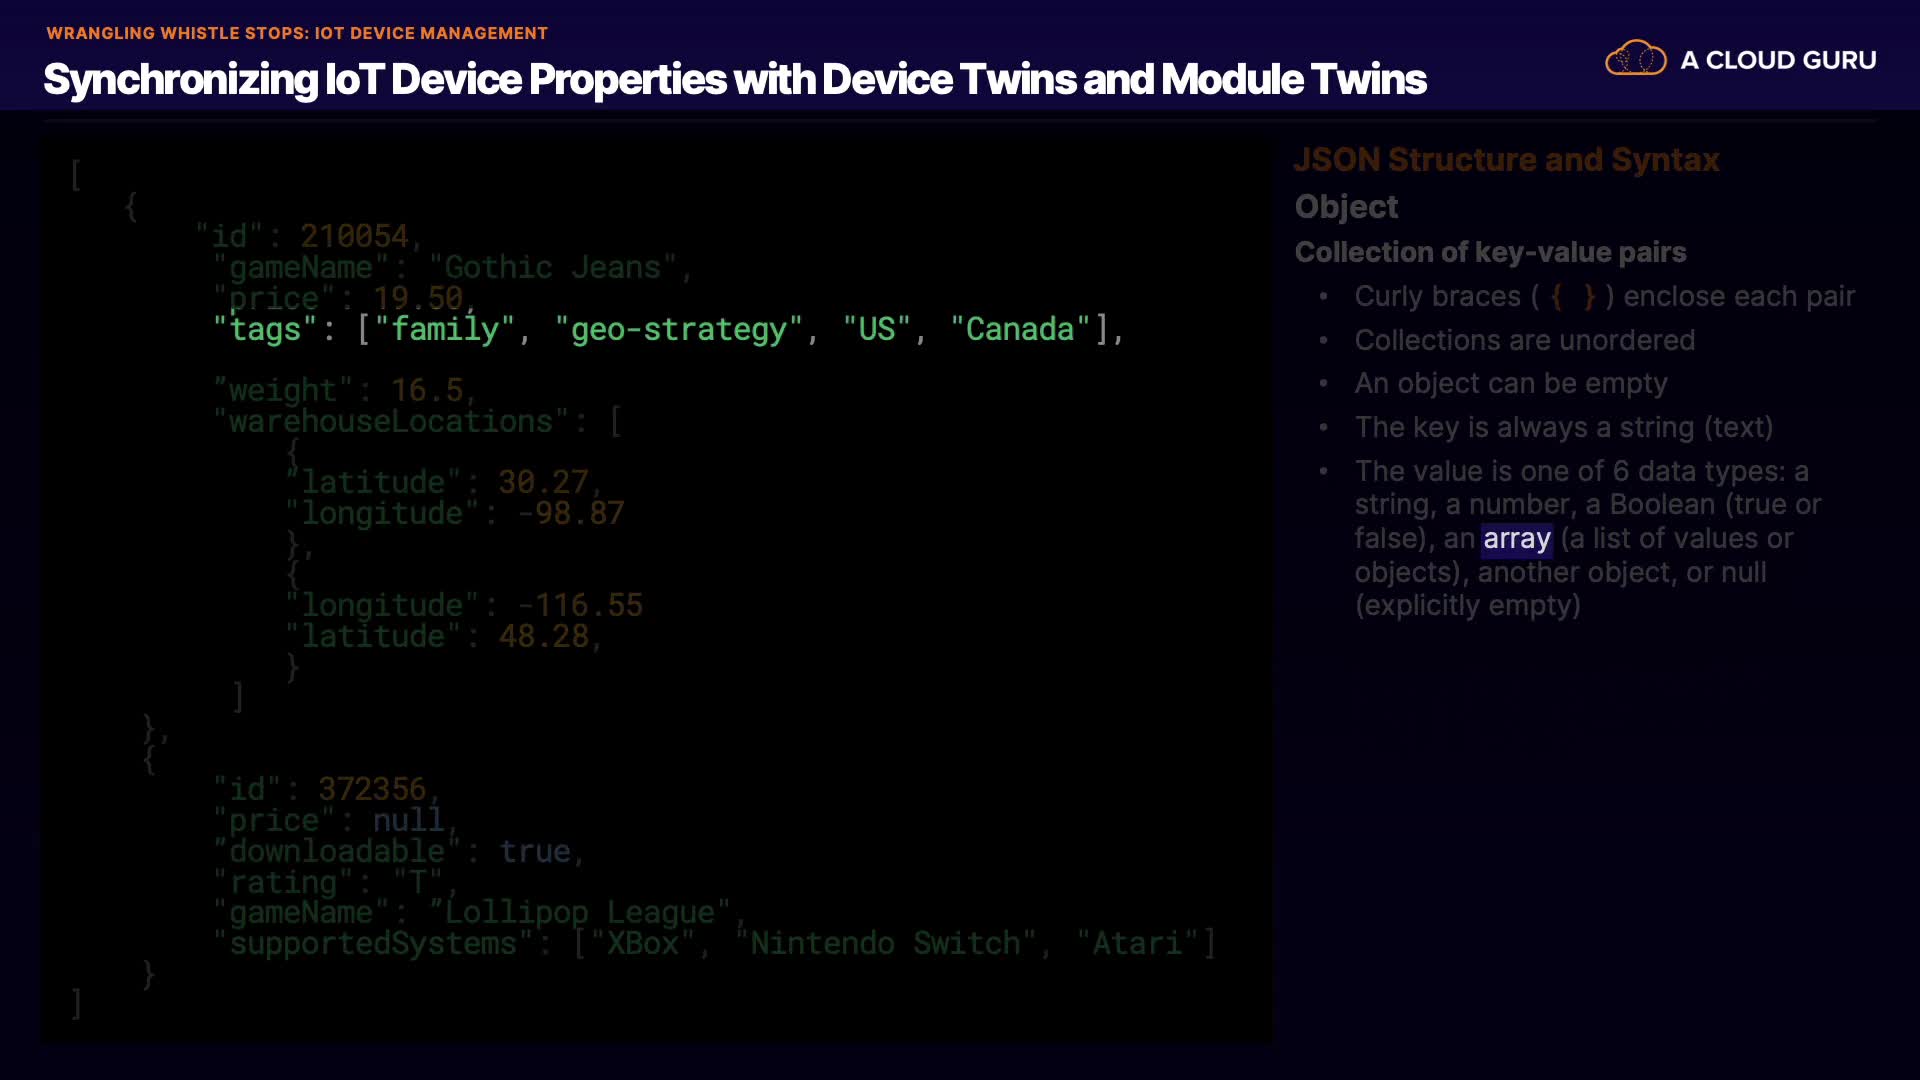 WRANGLING WHISTLE STOPS: IOT DEVICE MANAGEMENT
Synchronizing IoT Device Properties with Device Twins and Module Twins
A CLOUD GURU
[
{
"id": 210054,
"gameName": "Gothic Jeans",
"price": 19.50,
"tags": ["family", "geo-strategy", "US", "Canada"],
”weight": 16.5,
"warehouseLocations": [
{
”latitude": 30.27,
"longitude": -98.87
},
{
"longitude": -116.55
"latitude": 48.28,
}
]
},
{
"id": 372356,
"price": null,
”downloadable": true,
"rating": "T",
"gameName": ”Lollipop League",
"supportedSystems": ["XBox", "Nintendo Switch", "Atari"]
}
]
JSON Structure and Syntax
Object
Collection of key-value pairs
• Curly braces ( { } ) enclose each pair
• Collections are unordered
• An object can be empty
• The key is always a string (text)
• The value is one of 6 data types: a
string, a number, a Boolean (true or
false), an array (a list of values or
objects), another object, or null
(explicitly empty)